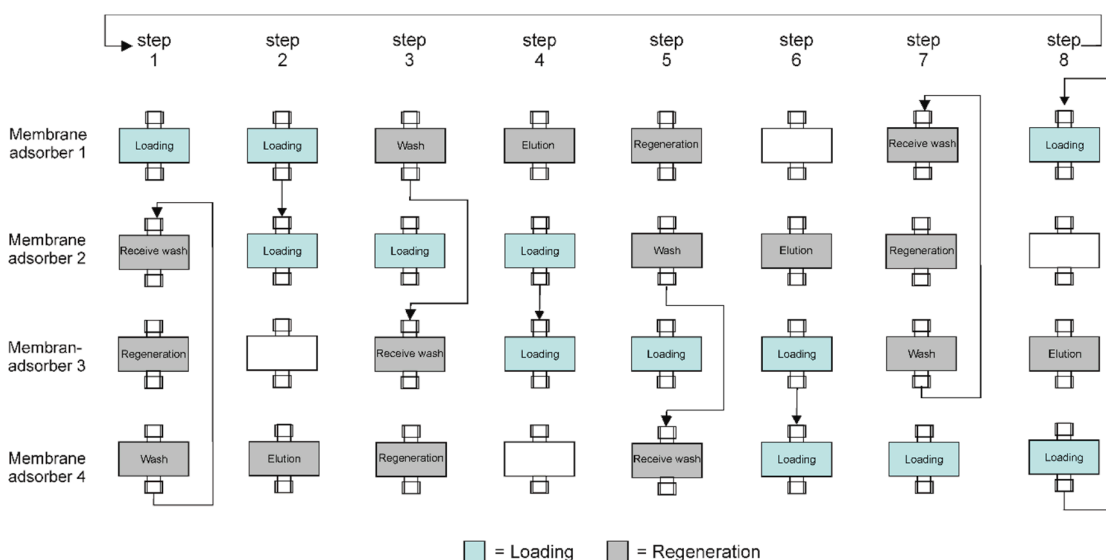 step step step step step step step step
1 2 3 4 5 6 7 8
Membrane
adsorber 1
Loading Loading Wash Elution Regeneration Receive wash Loading
Membrane
adsorber 2
Receive wash Loading Loading Loading Wash Elution Regeneration
Membran-
adsorber 3
Regeneration Receive wash Loading Loading Loading Wash Elution
Membrane
adsorber 4
Wash Elution Regeneration Receive wash Loading Loading Loading
= Loading = Regeneration